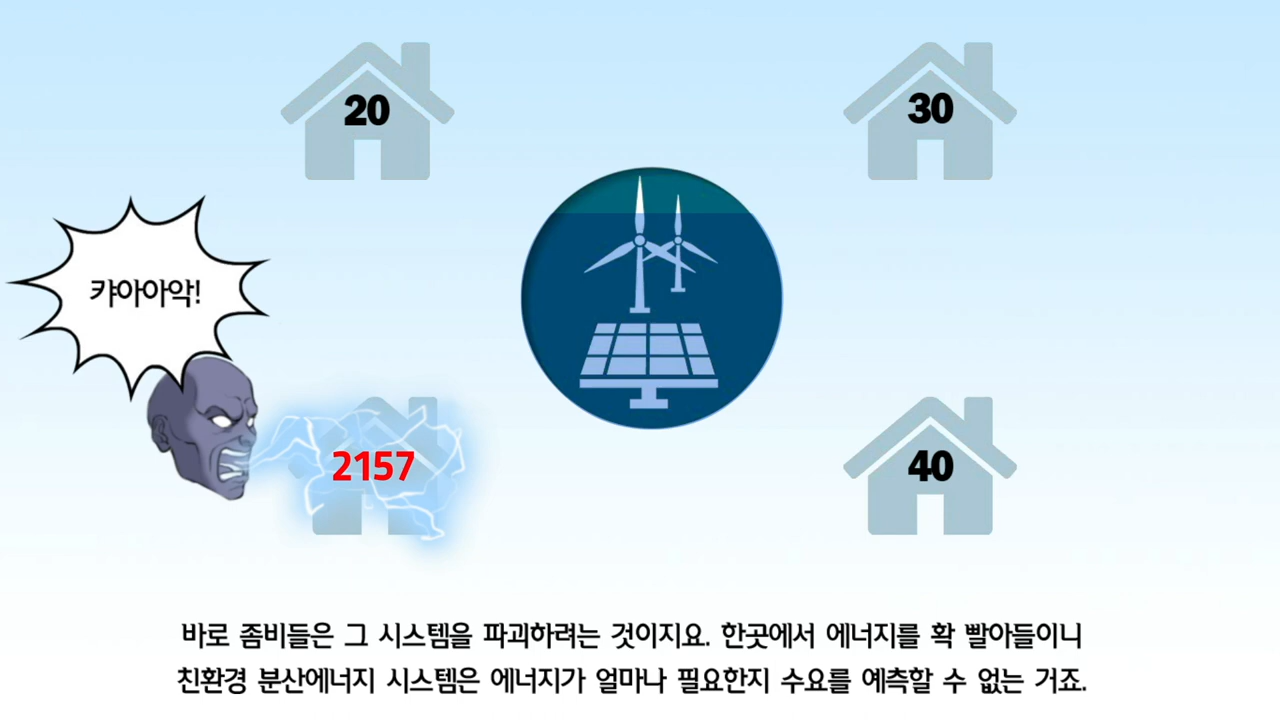 20
30
캬아아악!
2157
40
바로 좀비들은 그 시스템을 파괴하려는 것이지요. 한곳에서 에너지를 확 빨아들이니
친환경 분산에너지 시스템은 에너지가 얼마나 필요한지 수요를 예측할 수 없는 거죠.